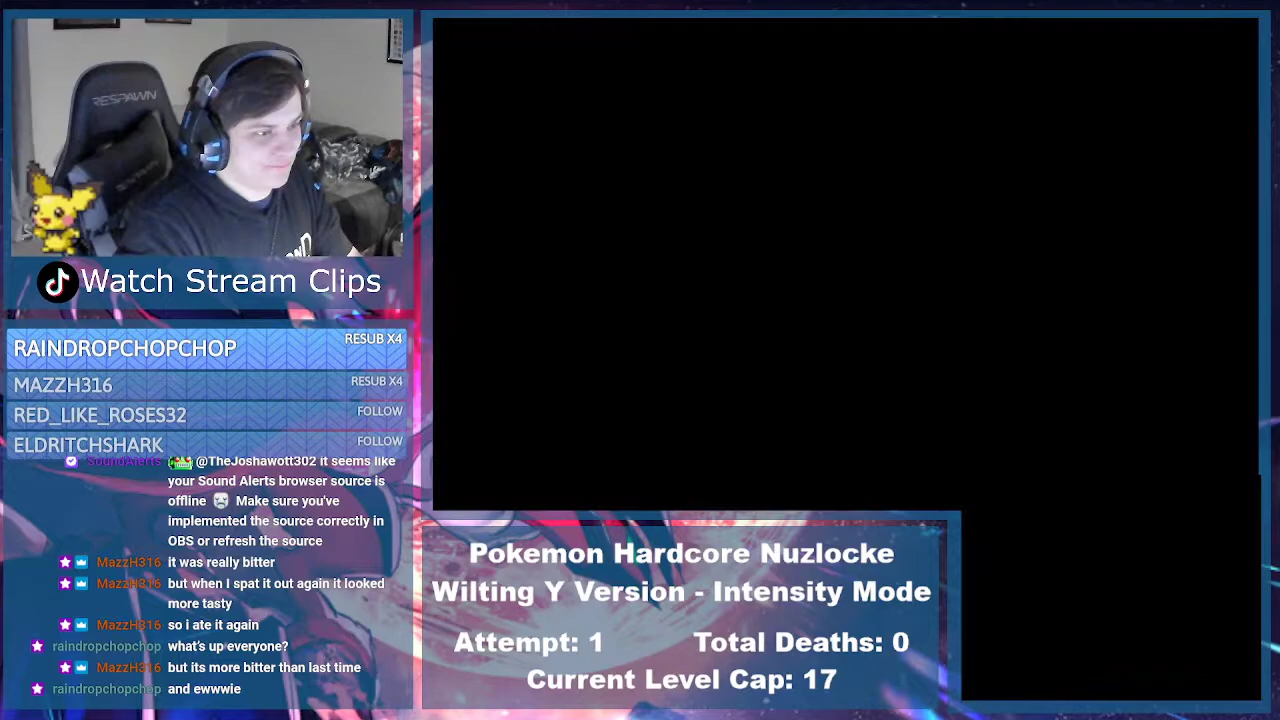 RESPAWN
Watch Stream Clips
RAINDROPCHOPCHOP RESUB X4
MAZZH316 RESUB X4
RED_LIKE_ROSES32 FOLLOW
ELDRITCHSHARK FOLLOW
SoundAlerts @TheJoshawott302 it seems like
your Sound Alerts browser source is
offline Make sure you've
implemented the source correctly in
OBS or refresh the source
MazzH316 it was really bitter
MazzH316 but when I spat it out again it looked
more tasty
MazzH316 so i ate it again
raindropchopchop what's up everyone?
MazzH316 but its more bitter than last time
raindropchopchop and ewwwie
Pokemon Hardcore Nuzlocke
Wilting Y Version - Intensity Mode
Attempt: 1 Total Deaths: 0
Current Level Cap: 17